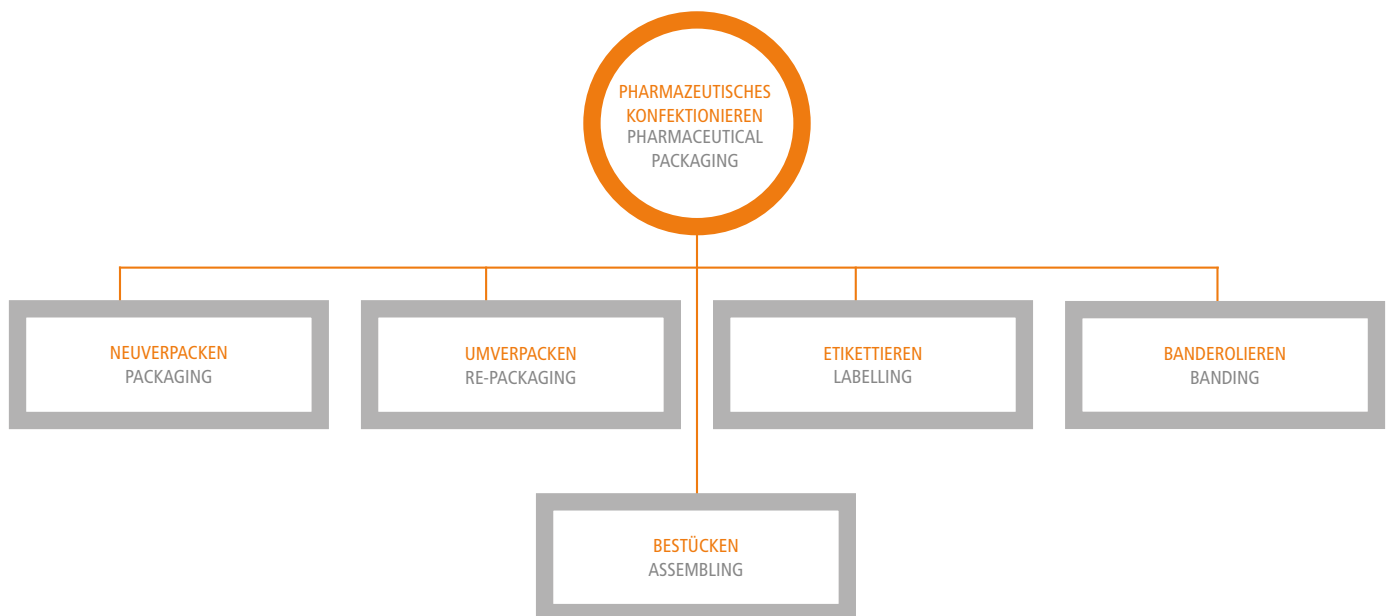 PHARMAZEUTISCHES
KONFEKTIONIEREN
PHARMACEUTICAL
PACKAGING
NEUVERPACKEN
PACKAGING
UMVERPACKEN
RE-PACKAGING
ETIKETTIEREN
LABELLING
BANDEROLIEREN
BANDING
BESTÜCKEN
ASSEMBLING